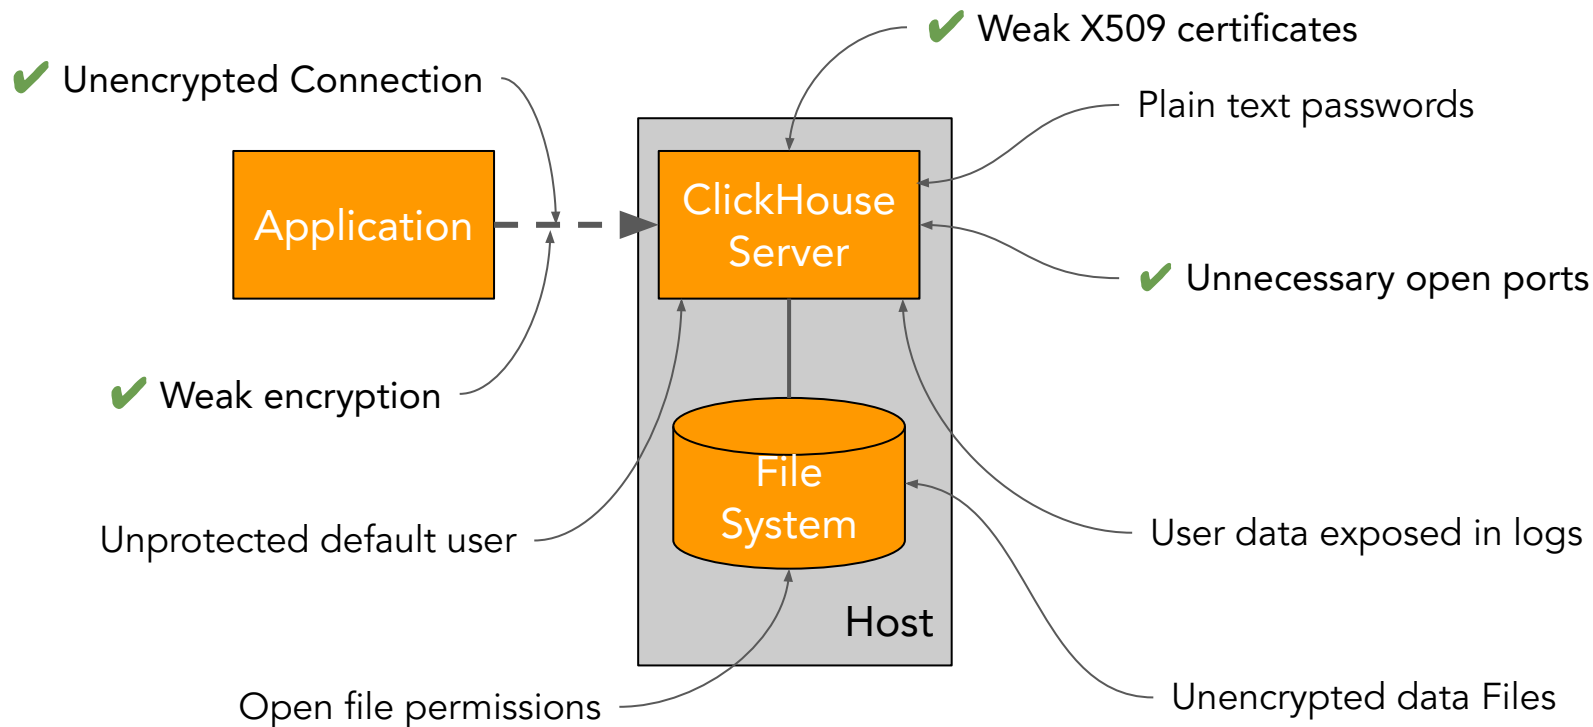 ✔ Weak X509 certificates
✔ Unencrypted Connection
Plain text passwords
Application
ClickHouse
Server
✔ Unnecessary open ports
✔ Weak encryption
File
System
Unprotected default user
User data exposed in logs
Host
Open file permissions
Unencrypted data Files